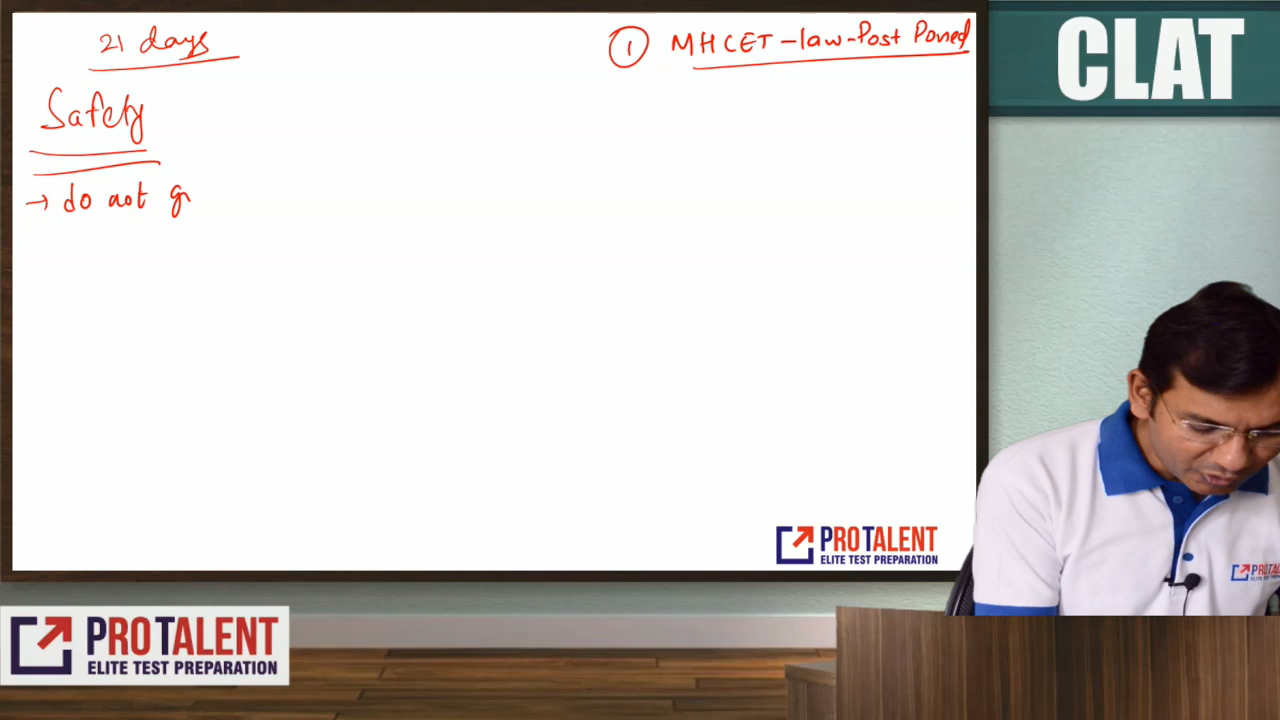 21 days
① MHCET-law-Post Poned
CLAT
Safety
→ do not g
PROTALENT
ELITE TEST PREPARATION
PROTALENT
ELITE TEST PREPARATION